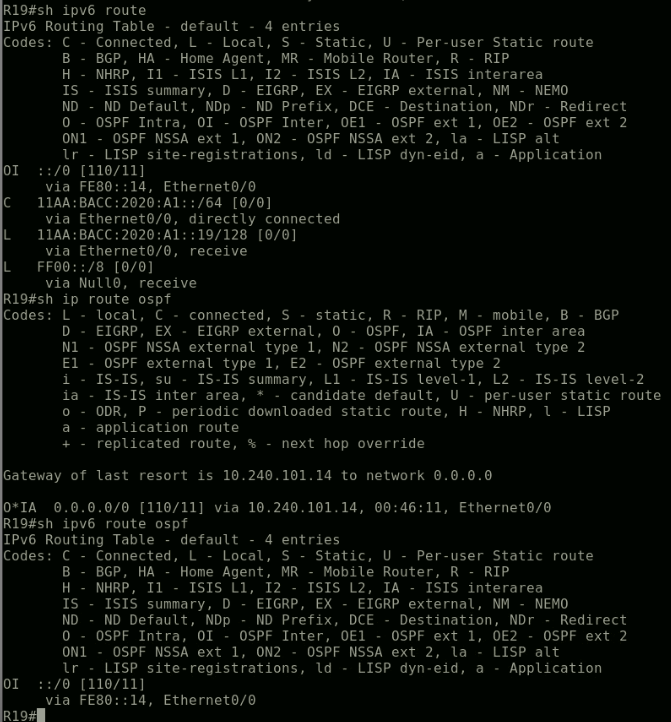 R19#sh ipv6 route
IPv6 Routing Table - default - 4 entries
Codes: C - Connected, L - Local, S - Static, U - Per-user Static route
       B - BGP, HA - Home Agent, MR - Mobile Router, R - RIP
       H - NHRP, I1 - ISIS L1, I2 - ISIS L2, IA - ISIS interarea
       IS - ISIS summary, D - EIGRP, EX - EIGRP external, NM - NEMO
       ND - ND Default, NDp - ND Prefix, DCE - Destination, NDr - Redirect
       O - OSPF Intra, OI - OSPF Inter, OE1 - OSPF ext 1, OE2 - OSPF ext 2
       ON1 - OSPF NSSA ext 1, ON2 - OSPF NSSA ext 2, la - LISP alt
       lr - LISP site-registrations, ld - LISP dyn-eid, a - Application
OI  ::/0 [110/11]
     via FE80::14, Ethernet0/0
C   11AA:BACC:2020:A1::/64 [0/0]
     via Ethernet0/0, directly connected
L   11AA:BACC:2020:A1::19/128 [0/0]
     via Ethernet0/0, receive
L   FF00::/8 [0/0]
     via Null0, receive
R19#sh ip route ospf
Codes: L - local, C - connected, S - static, R - RIP, M - mobile, B - BGP
       D - EIGRP, EX - EIGRP external, O - OSPF, IA - OSPF inter area
       N1 - OSPF NSSA external type 1, N2 - OSPF NSSA external type 2
       E1 - OSPF external type 1, E2 - OSPF external type 2
       i - IS-IS, su - IS-IS summary, L1 - IS-IS level-1, L2 - IS-IS level-2
       ia - IS-IS inter area, * - candidate default, U - per-user static route
       o - ODR, P - periodic downloaded static route, H - NHRP, l - LISP
       a - application route
       + - replicated route, % - next hop override

Gateway of last resort is 10.240.101.14 to network 0.0.0.0

O*IA  0.0.0.0/0 [110/11] via 10.240.101.14, 00:46:11, Ethernet0/0
R19#sh ipv6 route ospf
IPv6 Routing Table - default - 4 entries
Codes: C - Connected, L - Local, S - Static, U - Per-user Static route
       B - BGP, HA - Home Agent, MR - Mobile Router, R - RIP
       H - NHRP, I1 - ISIS L1, I2 - ISIS L2, IA - ISIS interarea
       IS - ISIS summary, D - EIGRP, EX - EIGRP external, NM - NEMO
       ND - ND Default, NDp - ND Prefix, DCE - Destination, NDr - Redirect
       O - OSPF Intra, OI - OSPF Inter, OE1 - OSPF ext 1, OE2 - OSPF ext 2
       ON1 - OSPF NSSA ext 1, ON2 - OSPF NSSA ext 2, la - LISP alt
       lr - LISP site-registrations, ld - LISP dyn-eid, a - Application
OI  ::/0 [110/11]
     via FE80::14, Ethernet0/0
R19#